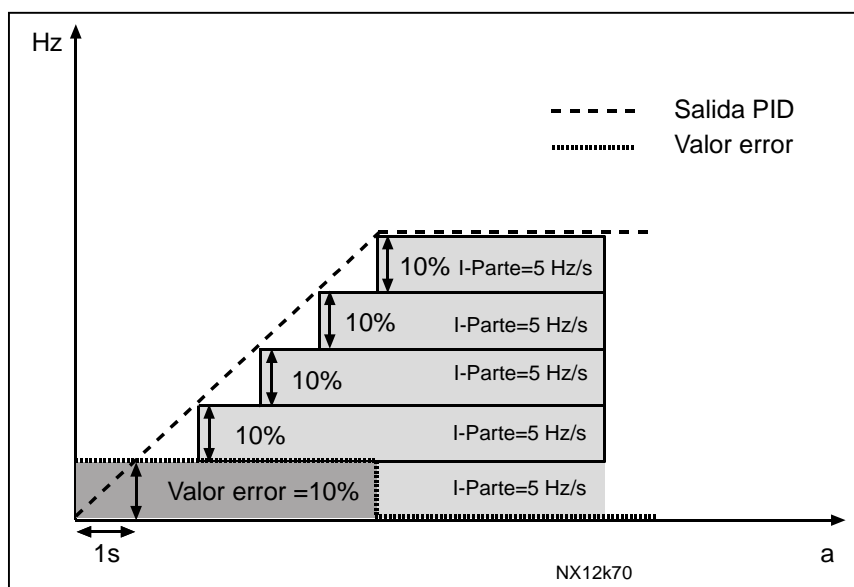 Hz
Salida PID
Valor error
10% I-Parte=5 Hz/s
10% I-Parte=5 Hz/s
10% I-Parte=5 Hz/s
10% I-Parte=5 Hz/s
Valor error =10% I-Parte=5 Hz/s
1s
a
NX12k70